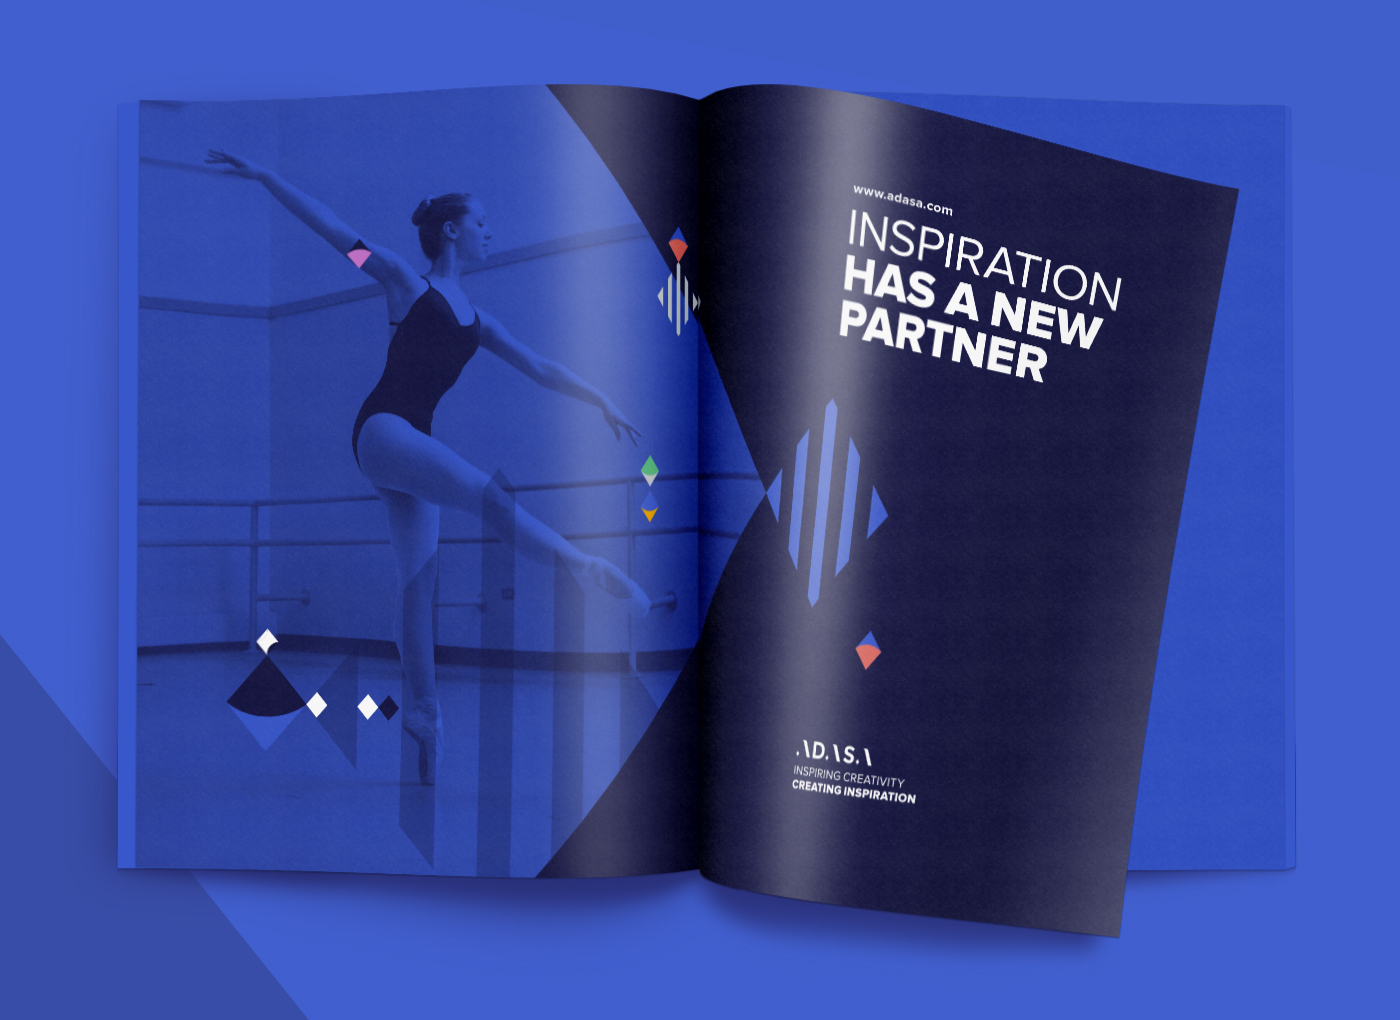 www.adasa.com
INSPIRATION
HAS A NEW
PARTNER
.\D.\S.\
INSPIRING CREATIVITY
CREATING INSPIRATION